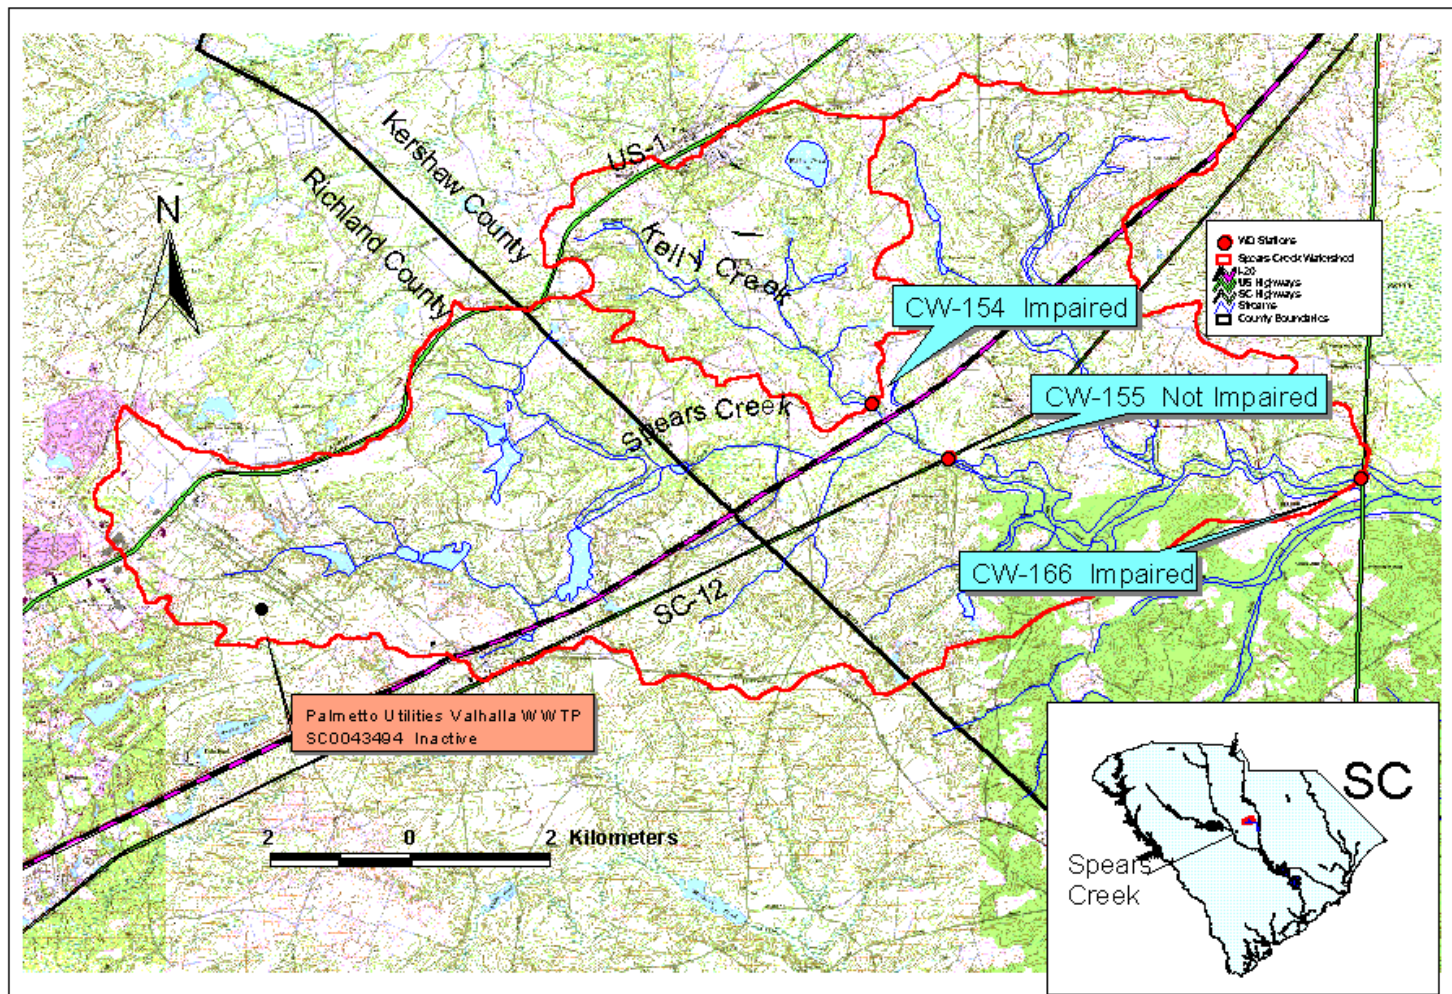 N
Kershaw County
Richland County
US-1
Kelly Creek
WQ Stations
Spears Creek Watershed
I-20
US Highways
SC Highways
Streams
County Boundaries
CW-154 Impaired
CW-155 Not Impaired
Spears Creek
CW-166 Impaired
SC-12
Palmetto Utilities Valhalla WWTP
SC0043494 Inactive
2 0 2 Kilometers
SC
Spears
Creek